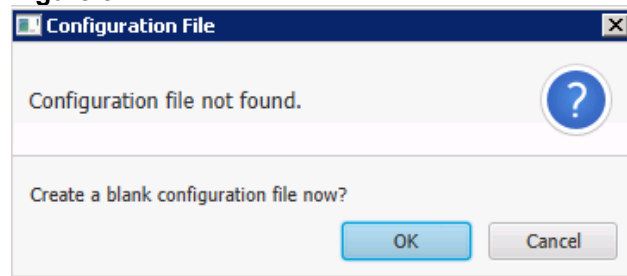 Configuration File
Configuration file not found.
?
Create a blank configuration file now?
OK Cancel